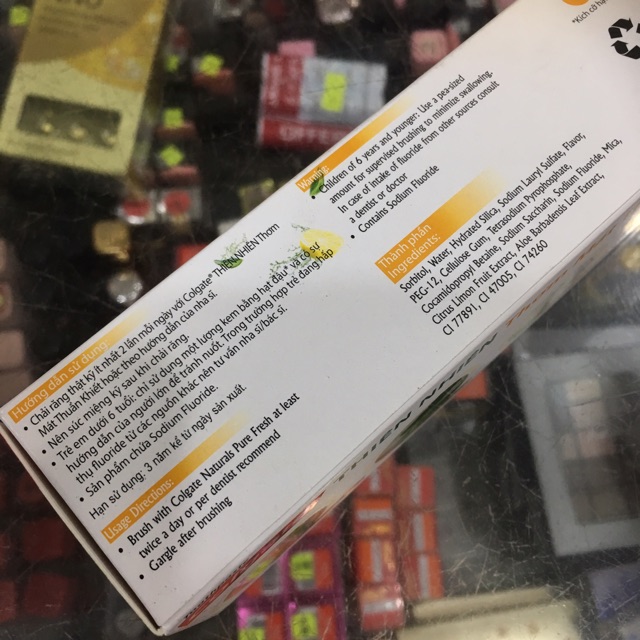 Hướng dẫn sử dụng:
• Chải răng thật kỹ ít nhất 2 lần mỗi ngày với Colgate® THIÊN NHIÊN Thơm
Mát Thuần Khiết hoặc theo hướng dẫn của nha sĩ.
• Nên súc miệng kỹ sau khi chải răng.
• Trẻ em dưới 6 tuổi: chỉ sử dụng một lượng kem bằng hạt đậu* và có sự
hướng dẫn của người lớn để tránh nuốt. Trong trường hợp trẻ đang hấp
thu fluoride từ các nguồn khác nên tư vấn nha sĩ/bác sĩ.
• Sản phẩm chứa Sodium Fluoride.
Hạn sử dụng: 3 năm kể từ ngày sản xuất.
Usage Directions:
• Brush with Colgate Naturals Pure Fresh at least
twice a day or per dentist recommend
• Gargle after brushing
Warning:
• Children of 6 years and younger: Use a pea-sized
amount for supervised brushing to minimize swallowing.
In case of intake of fluoride from other sources consult
a dentist or doctor
• Contains Sodium Fluoride
Thành phần
Ingredients:
Sorbitol, Water, Hydrated Silica, Sodium Lauryl Sulfate, Flavor,
PEG-12, Cellulose Gum, Tetrasodium Pyrophosphate,
Cocamidopropyl Betaine, Sodium Saccharin, Sodium Fluoride, Mica,
Citrus Limon Fruit Extract, Aloe Barbadensis Leaf Extract,
CI 77891, CI 47005, CI 74260
*Kích cỡ hạ
THIÊN NHIÊN